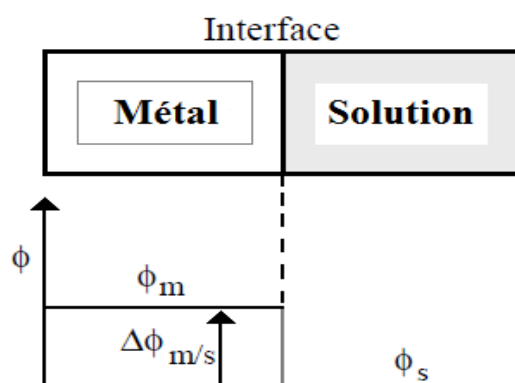 Interface
Métal Solution
ϕ
ϕm
Δϕm/s
ϕs